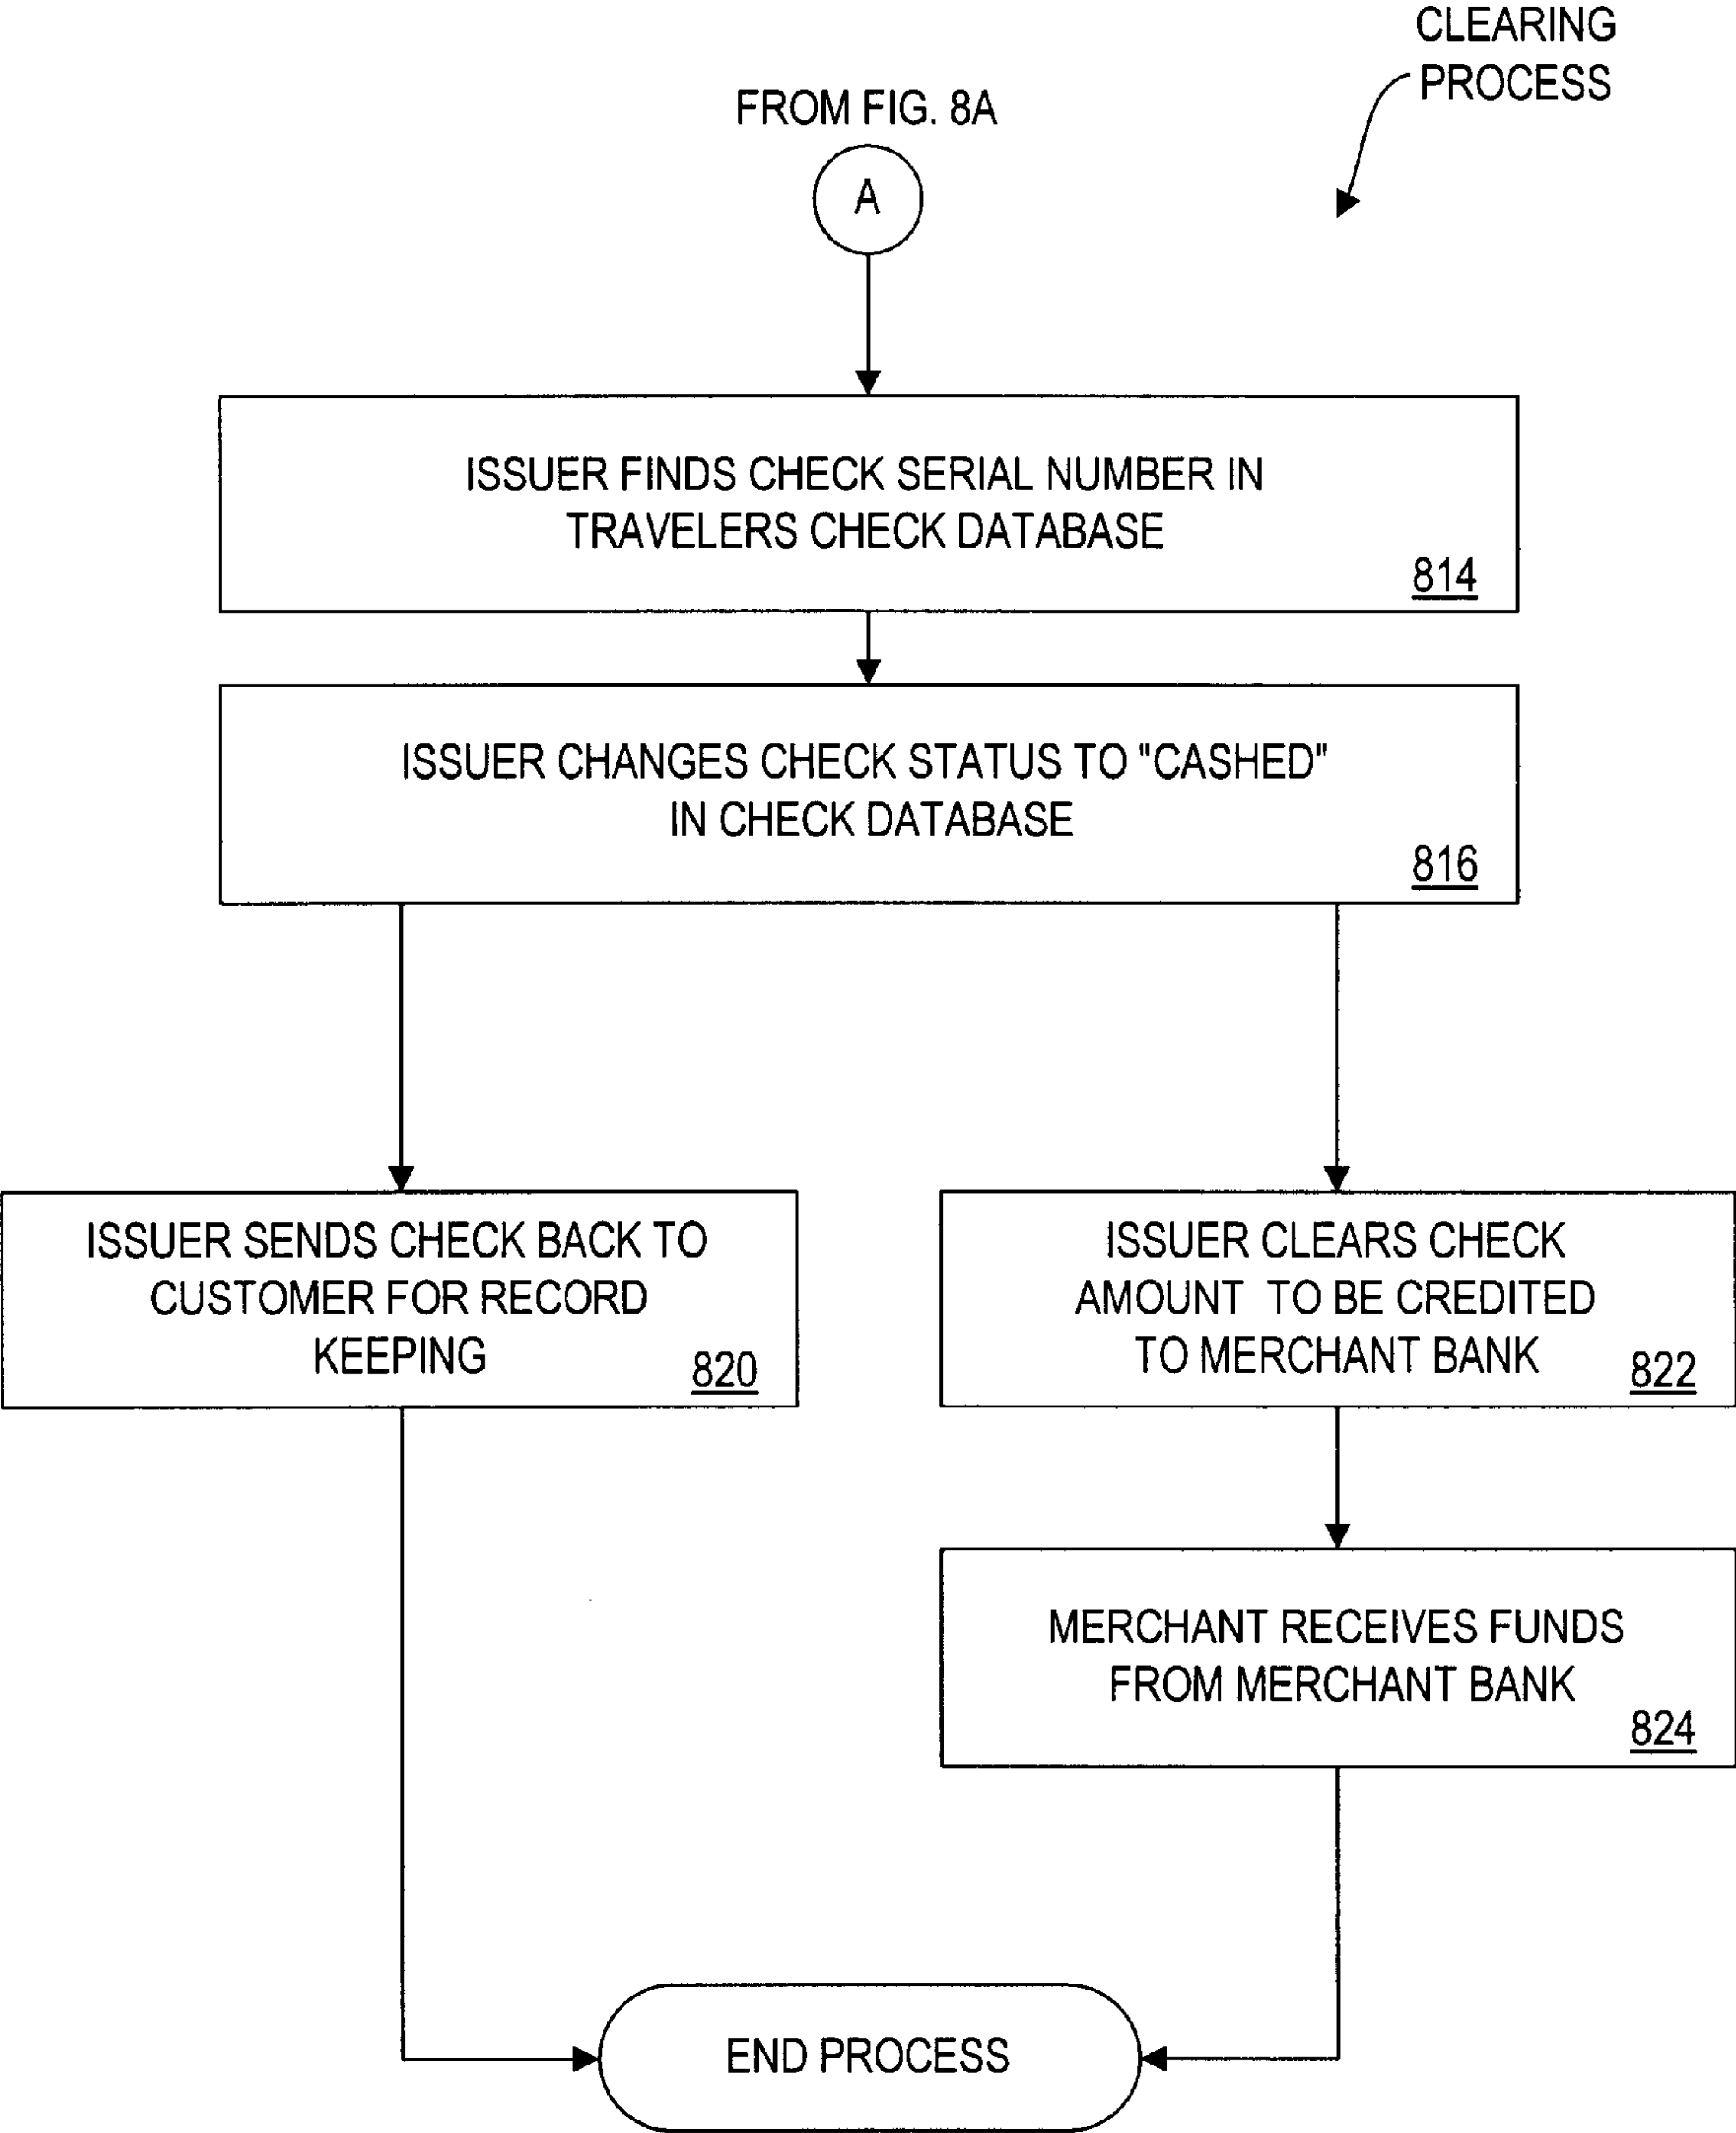 CLEARING
PROCESS
FROM FIG. 8A
A
ISSUER FINDS CHECK SERIAL NUMBER IN
TRAVELERS CHECK DATABASE
814
ISSUER CHANGES CHECK STATUS TO "CASHED"
IN CHECK DATABASE
816
ISSUER SENDS CHECK BACK TO
CUSTOMER FOR RECORD
KEEPING
820
ISSUER CLEARS CHECK
AMOUNT TO BE CREDITED
TO MERCHANT BANK
822
MERCHANT RECEIVES FUNDS
FROM MERCHANT BANK
824
END PROCESS